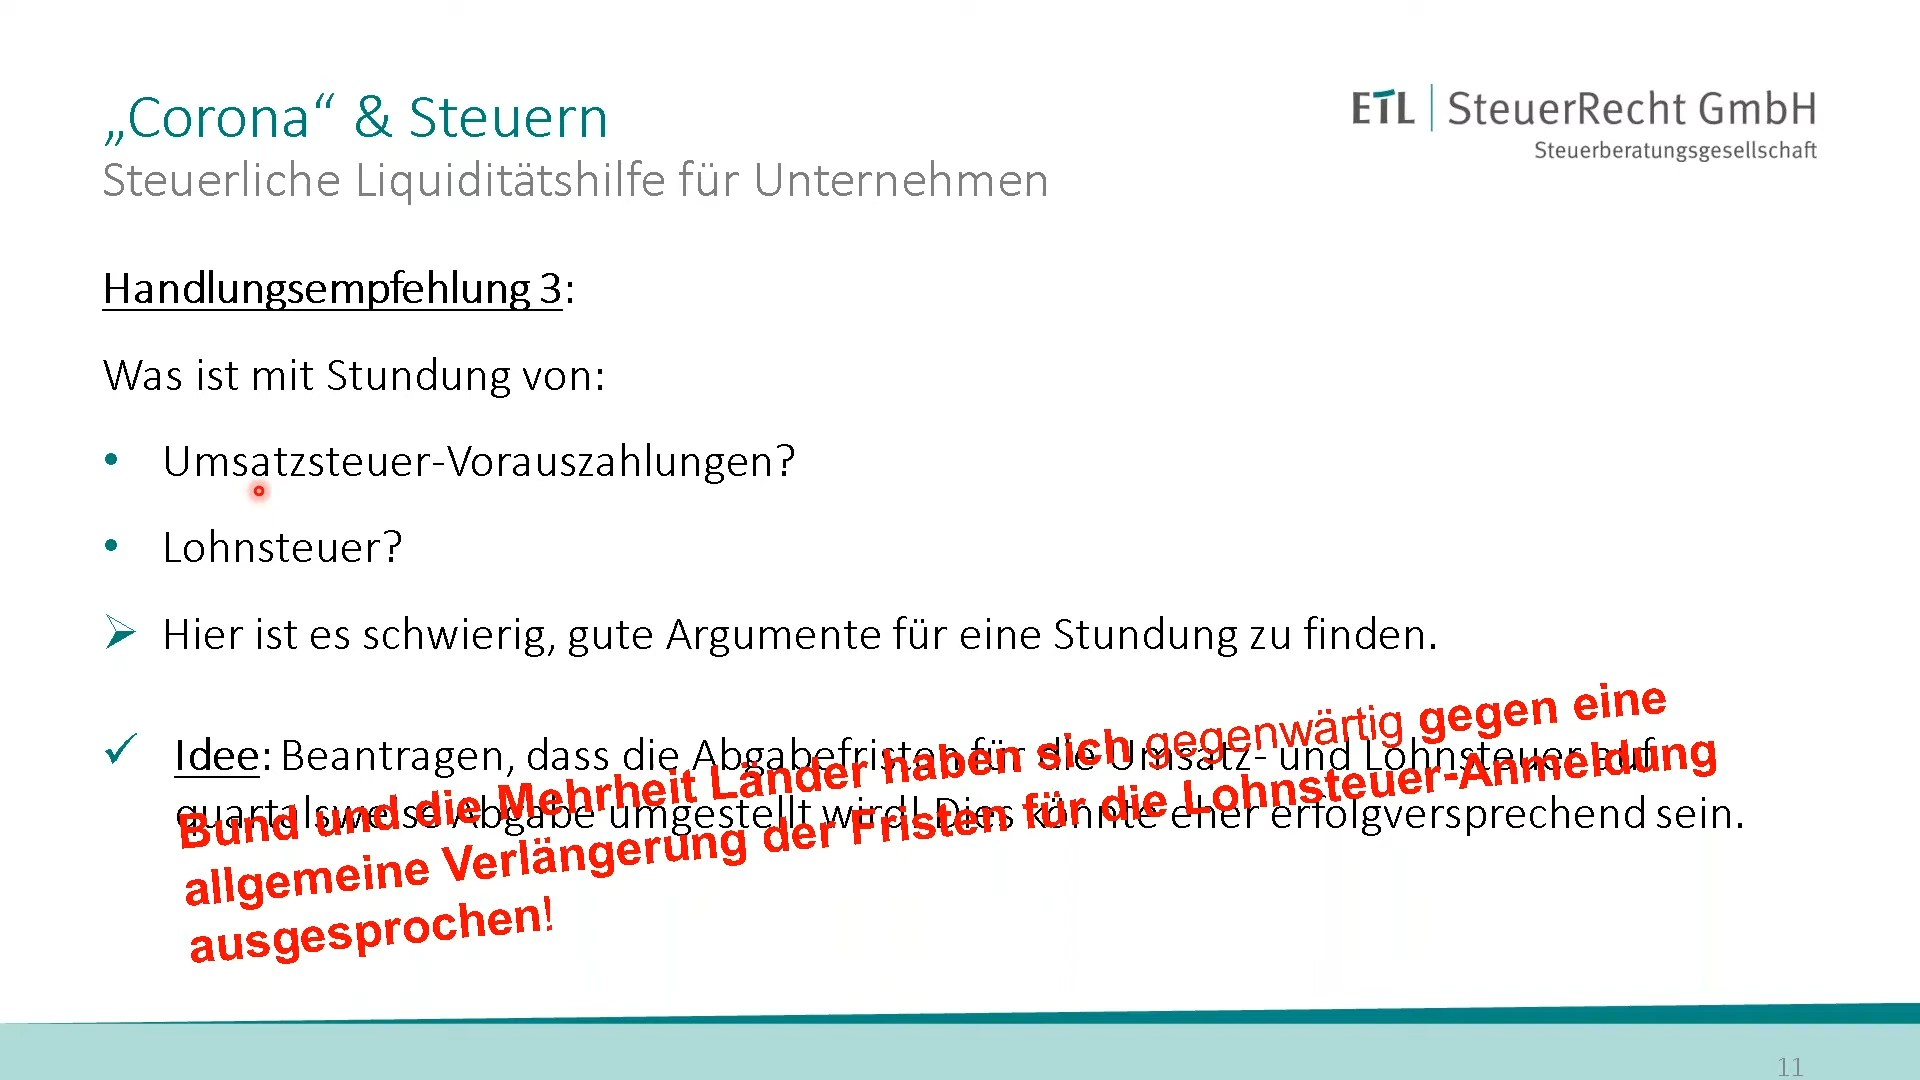 „Corona“ & Steuern
Steuerliche Liquiditätshilfe für Unternehmen
ETL | SteuerRecht GmbH
Steuerberatungsgesellschaft
Handlungsempfehlung 3:
Was ist mit Stundung von:
• Umsatzsteuer-Vorauszahlungen?
• Lohnsteuer?
➢ Hier ist es schwierig, gute Argumente für eine Stundung zu finden.
✓ Idee: Beantragen, dass die Abgabefristen für die Umsatz- und Lohnsteuer auf
quartalsweise Abgabe umgestellt wird! Dies könnte eher erfolgversprechend sein.
Bund und die Mehrheit Länder haben sich gegenwärtig gegen eine
allgemeine Verlängerung der Fristen für die Lohnsteuer-Anmeldung
ausgesprochen!
11